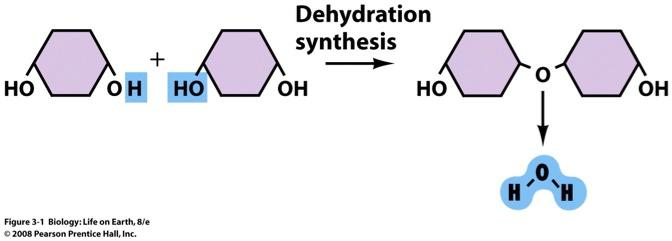 Dehydration
synthesis
+
HO
O H
HO
OH
HO
O
OH
O
H H
Figure 3-1 Biology: Life on Earth, 8/e
© 2008 Pearson Prentice Hall, Inc.